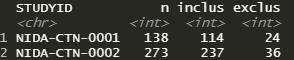 STUDYID n inclus exclus
<chr> <int> <int> <int>
1 NIDA-CTN-0001 138 114 24
2 NIDA-CTN-0002 273 237 36